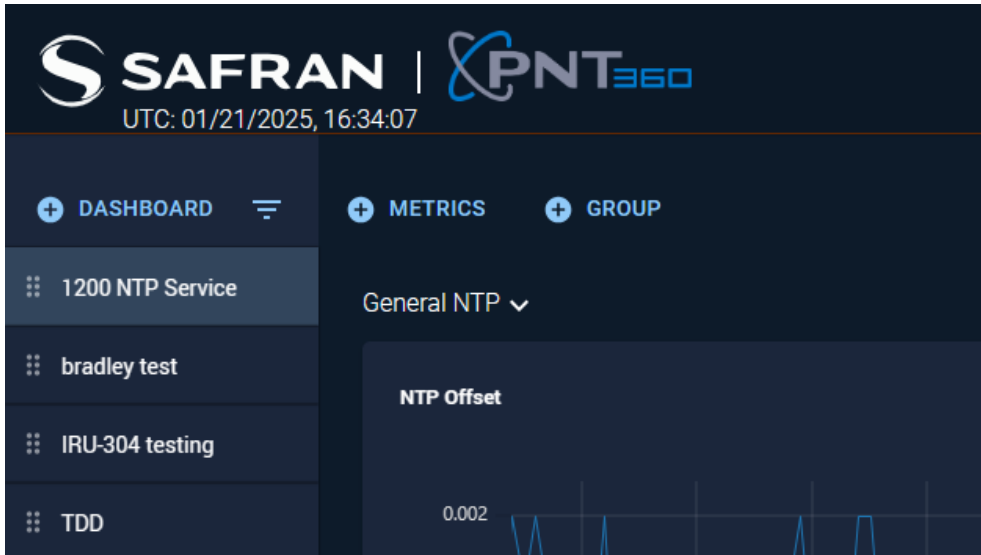 SAFRAN | PNT360
UTC: 01/21/2025, 16:34:07
DASHBOARD
METRICS
GROUP
1200 NTP Service
bradley test
IRU-304 testing
TDD
General NTP
NTP Offset
0.002